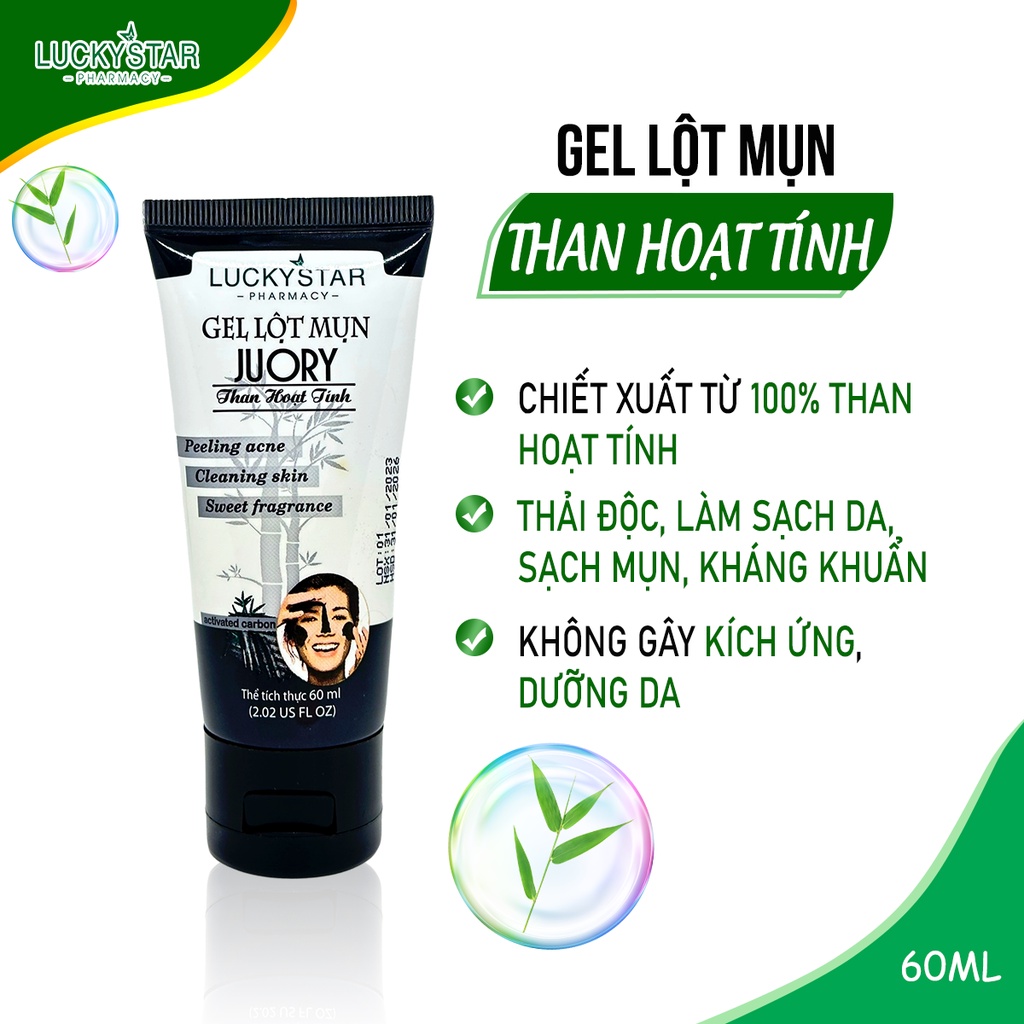 LUCKYSTAR
- PHARMACY -
GEL LỘT MỤN
THAN HOẠT TÍNH
LUCKYSTAR
- PHARMACY -
GEL LỘT MỤN
JUORY
Than Hoạt Tính
Peeling acne
Cleaning skin
Sweet fragrance
LOT:01
NSX:31/01/2023
HSD:31/01/2026
activated carbon
Thể tích thực 60 ml
(2.02 US FL OZ)
CHIẾT XUẤT TỪ 100% THAN
HOẠT TÍNH
THẢI ĐỘC, LÀM SẠCH DA,
SẠCH MỤN, KHÁNG KHUẨN
KHÔNG GÂY KÍCH ỨNG,
DƯỠNG DA
60ML